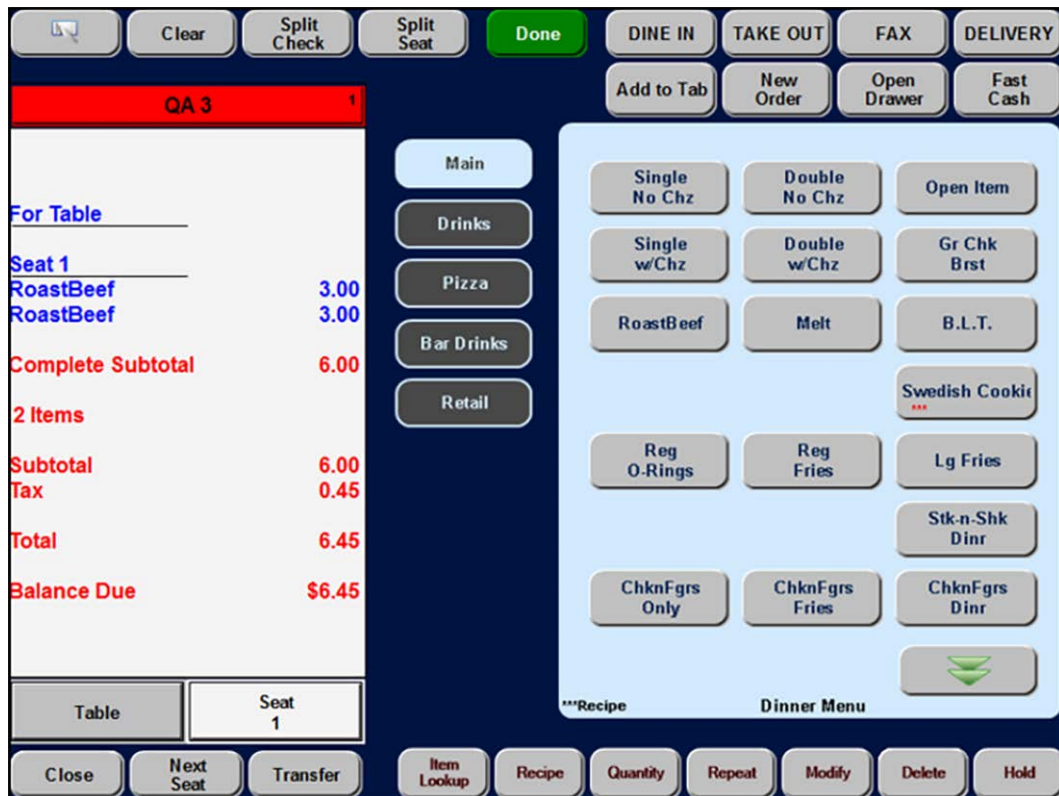 Clear
Split
Check
Split
Seat
Done
DINE IN
TAKE OUT
FAX
DELIVERY
Add to Tab
New
Order
Open
Drawer
Fast
Cash
QA 3 1
For Table
Seat 1
RoastBeef 3.00
RoastBeef 3.00
Complete Subtotal 6.00
2 Items
Subtotal 6.00
Tax 0.45
Total 6.45
Balance Due $6.45
Table
Seat
1
Main
Drinks
Pizza
Bar Drinks
Retail
Single
No Chz
Double
No Chz
Open Item
Single
w/Chz
Double
w/Chz
Gr Chk
Brst
RoastBeef
Melt
B.L.T.
Swedish Cookie
***
Reg
O-Rings
Reg
Fries
Lg Fries
Stk-n-Shk
Dinr
ChknFgrs
Only
ChknFgrs
Fries
ChknFgrs
Dinr
***Recipe
Dinner Menu
Close
Next
Seat
Transfer
Item
Lookup
Recipe
Quantity
Repeat
Modify
Delete
Hold